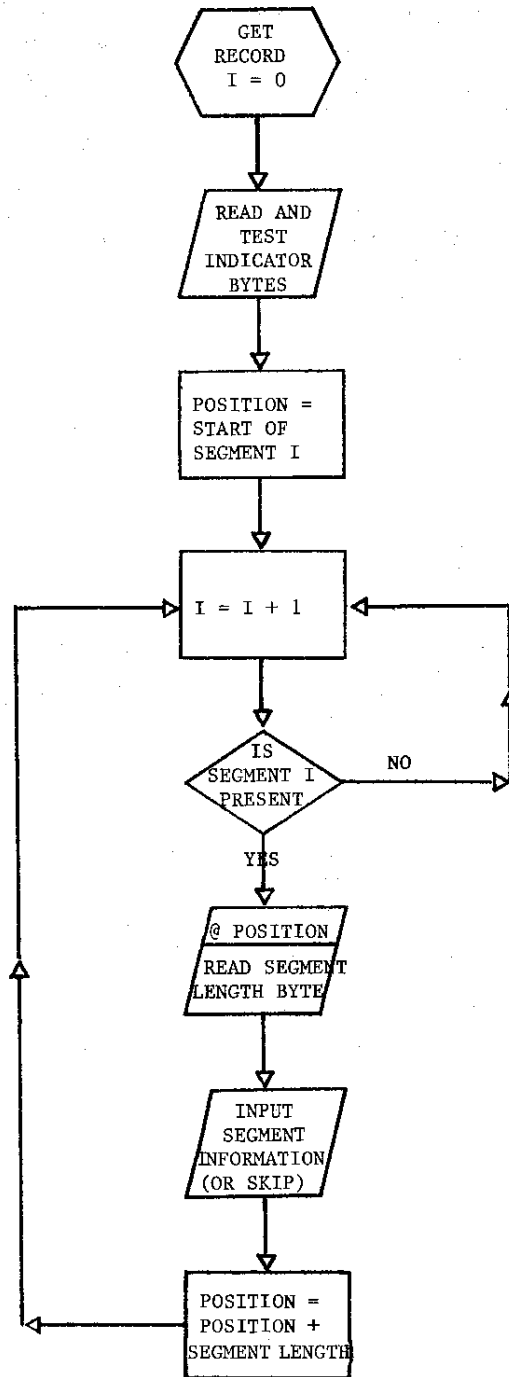 GET
RECORD
I = 0
READ AND
TEST
INDICATOR
BYTES
POSITION =
START OF
SEGMENT I
I = I + 1
IS
SEGMENT I
PRESENT
NO
YES
@ POSITION
READ SEGMENT
LENGTH BYTE
INPUT
SEGMENT
INFORMATION
(OR SKIP)
POSITION =
POSITION +
SEGMENT LENGTH